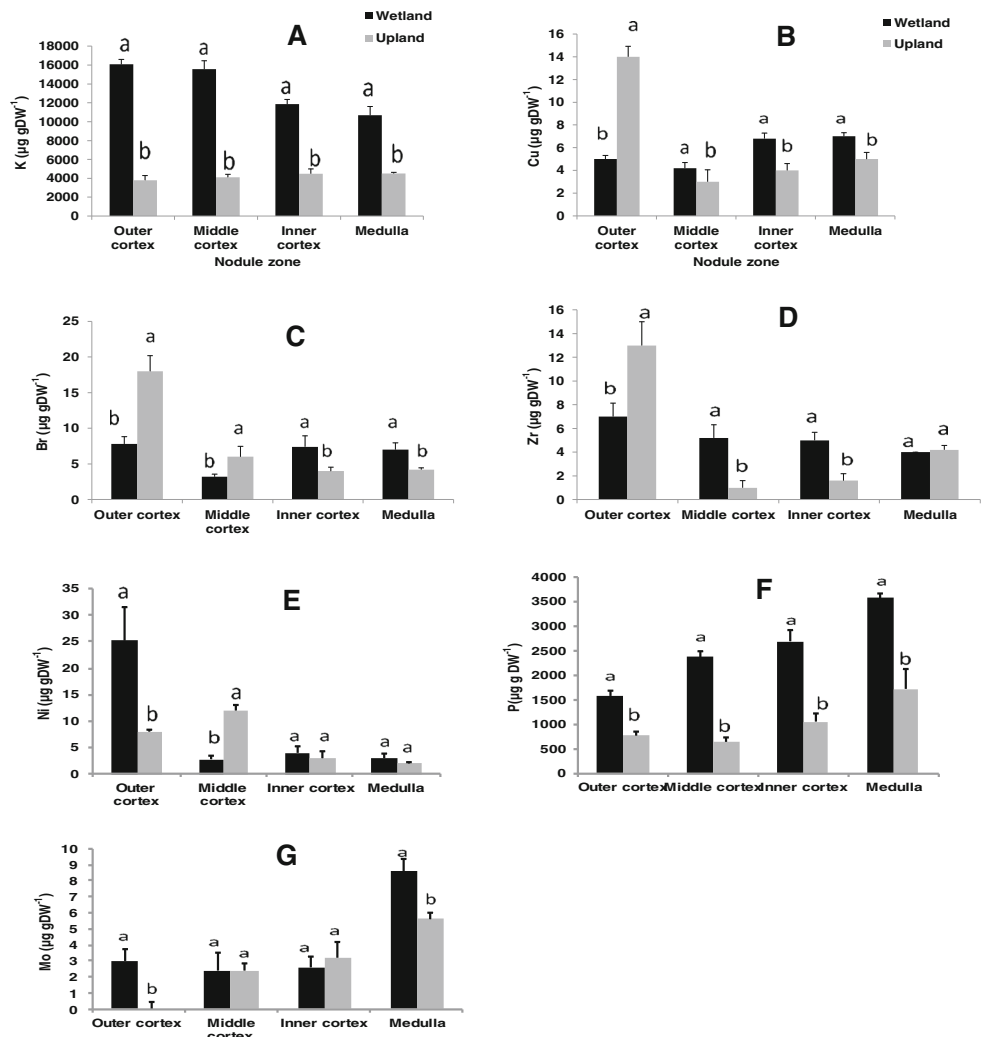 A
Wetland
Upland
K (µg gDW-1)
18000
16000
14000
12000
10000
8000
6000
4000
2000
0
a
b
a
b
a
b
a
b
Outer cortex
Middle cortex
Inner cortex
Medulla
Nodule zone
B
Wetland
Upland
Cu (µg gDW-1)
16
14
12
10
8
6
4
2
0
b
a
a
b
a
b
a
b
Outer cortex
Middle cortex
Inner cortex
Medulla
Nodule zone
C
Br (µg gDW-1)
25
20
15
10
5
0
b
a
b
a
a
b
a
b
Outer cortex
Middle cortex
Inner cortex
Medulla
D
Zr (µg gDW-1)
16
14
12
10
8
6
4
2
0
b
a
a
b
a
b
a
a
Outer cortex
Middle cortex
Inner cortex
Medulla
E
Ni (µg gDW-1)
35
30
25
20
15
10
5
0
a
b
b
a
a
a
a
a
Outer cortex
Middle cortex
Inner cortex
Medulla
F
P(µg g DW-1)
4000
3500
3000
2500
2000
1500
1000
500
0
a
b
a
b
a
b
a
b
Outer cortex
Middle cortex
Inner cortex
Medulla
G
Mo (µg gDW-1)
10
9
8
7
6
5
4
3
2
1
0
a
b
a
a
a
a
a
b
Outer cortex
Middle cortex
Inner cortex
Medulla